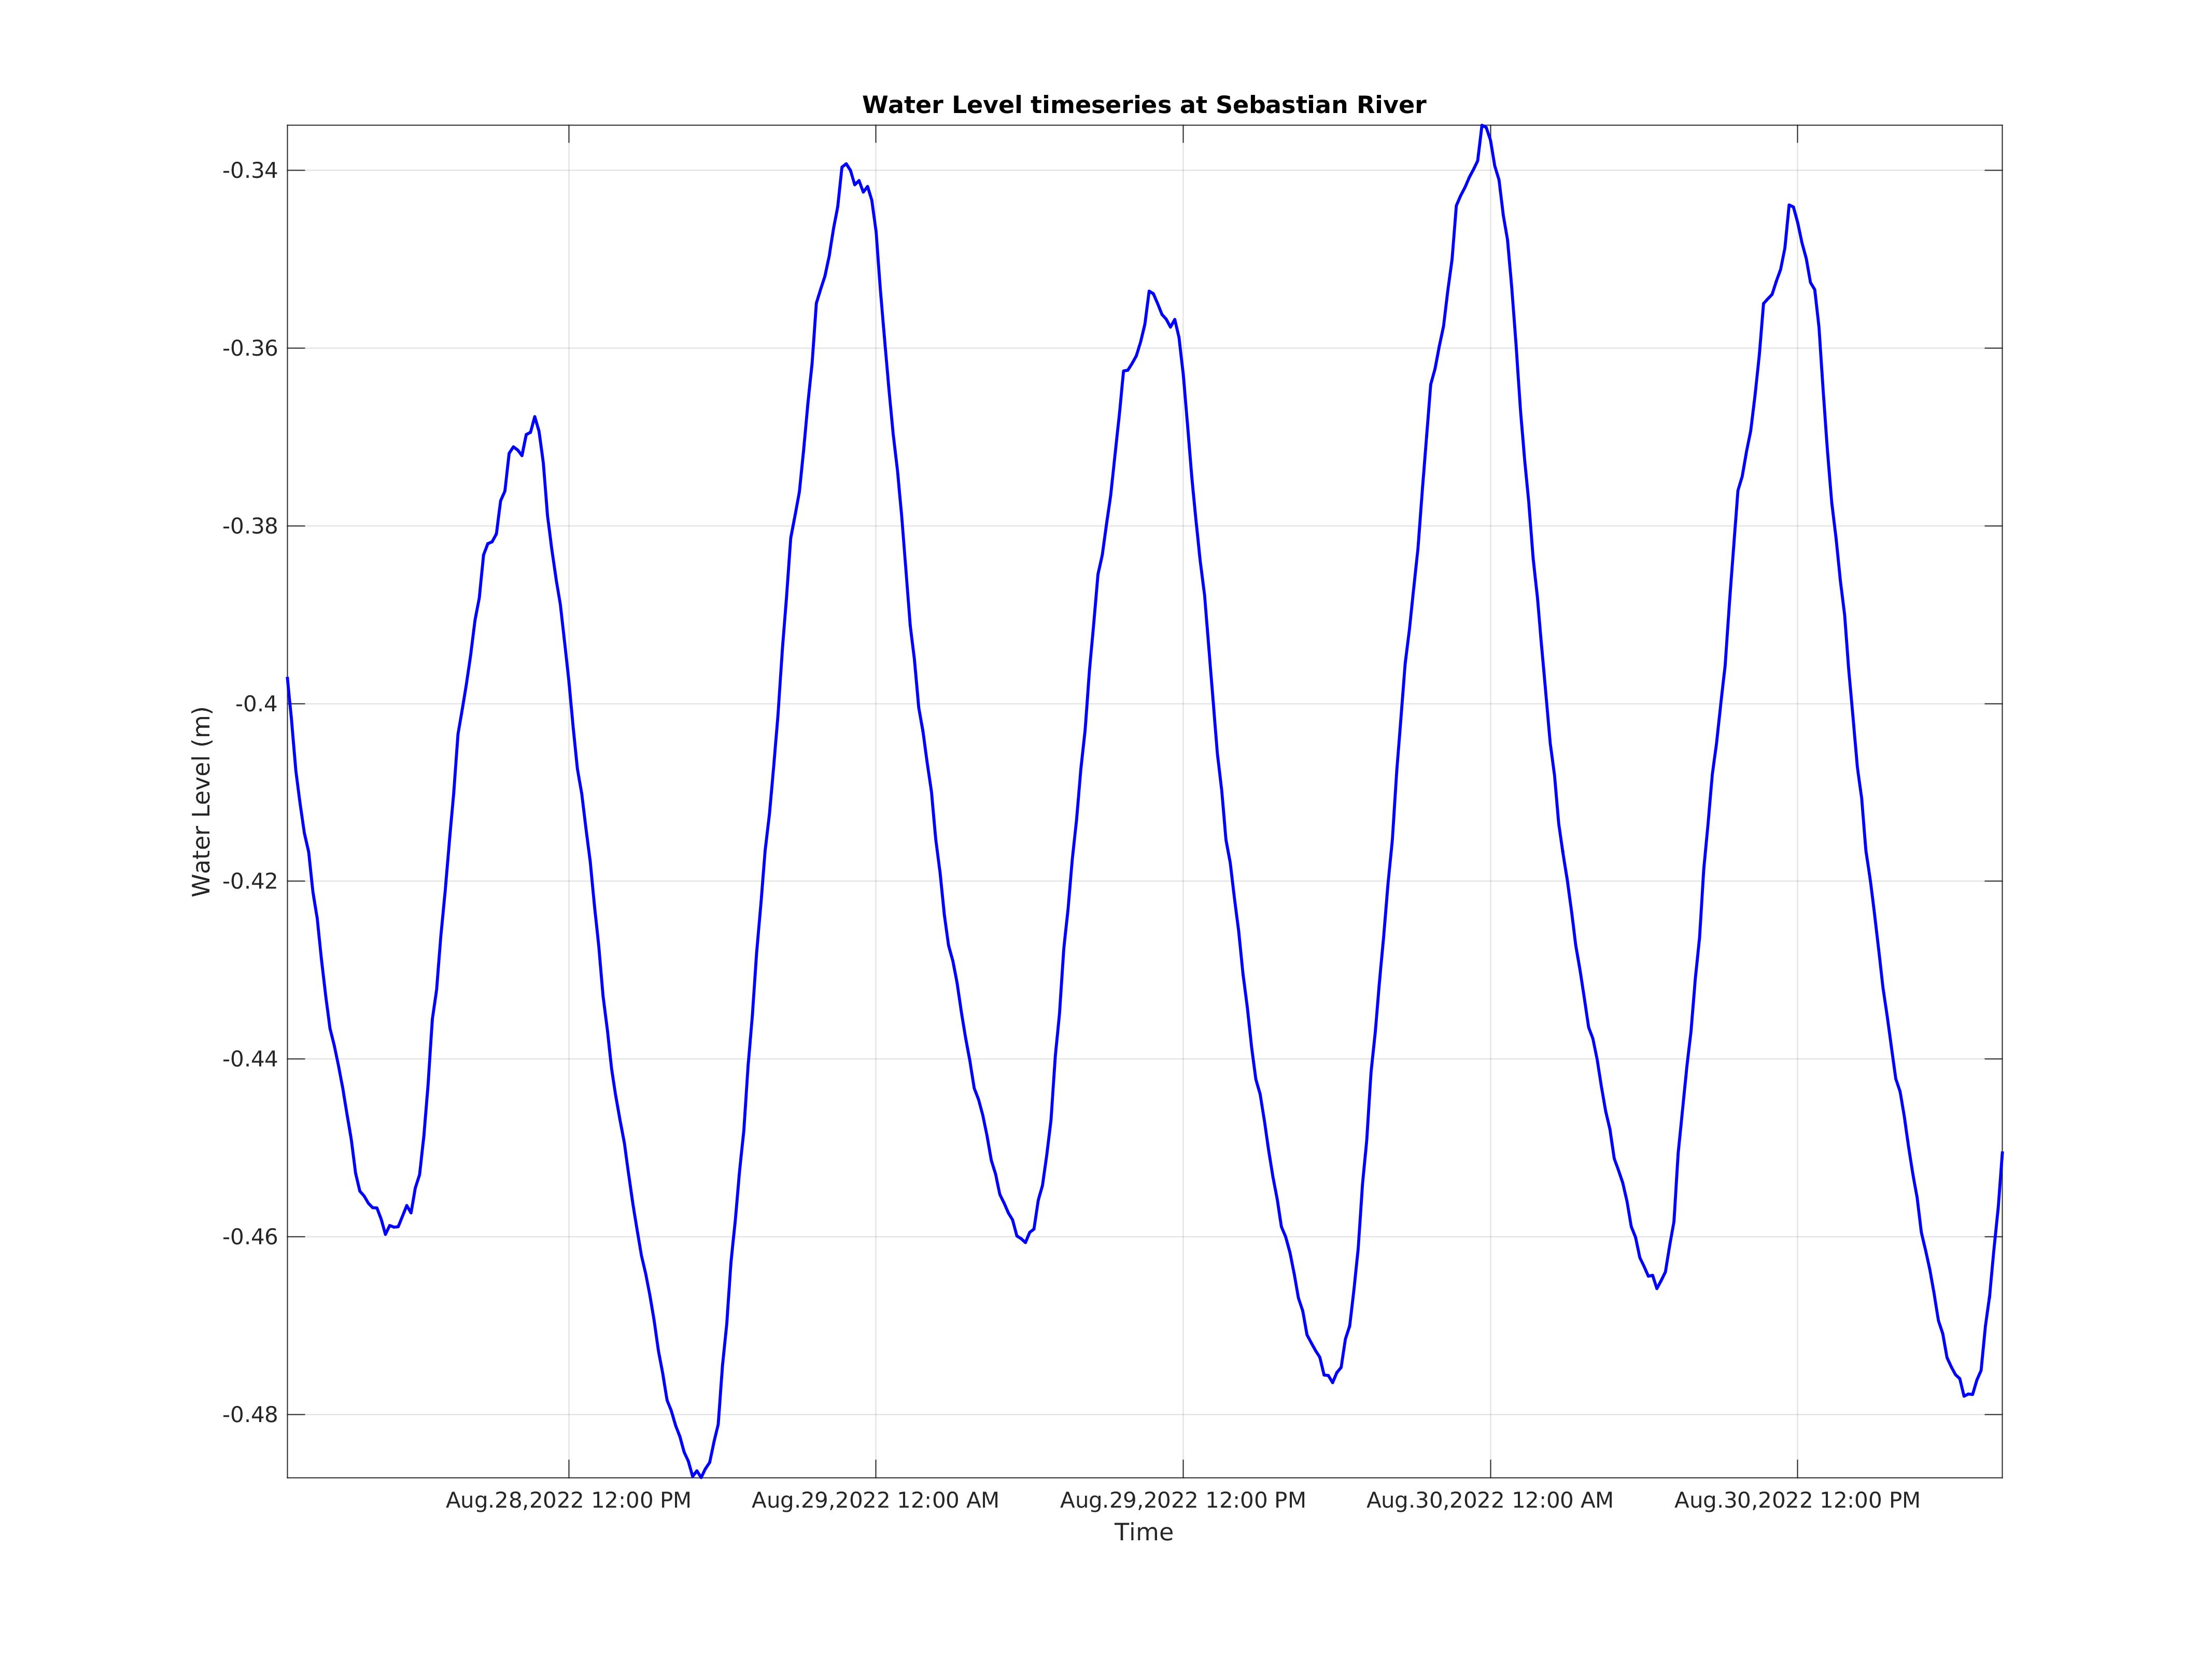 Water Level timeseries at Sebastian River
Water Level (m)
-0.34
-0.36
-0.38
-0.4
-0.42
-0.44
-0.46
-0.48
Aug.28,2022 12:00 PM Aug.29,2022 12:00 AM Aug.29,2022 12:00 PM Aug.30,2022 12:00 AM Aug.30,2022 12:00 PM
Time